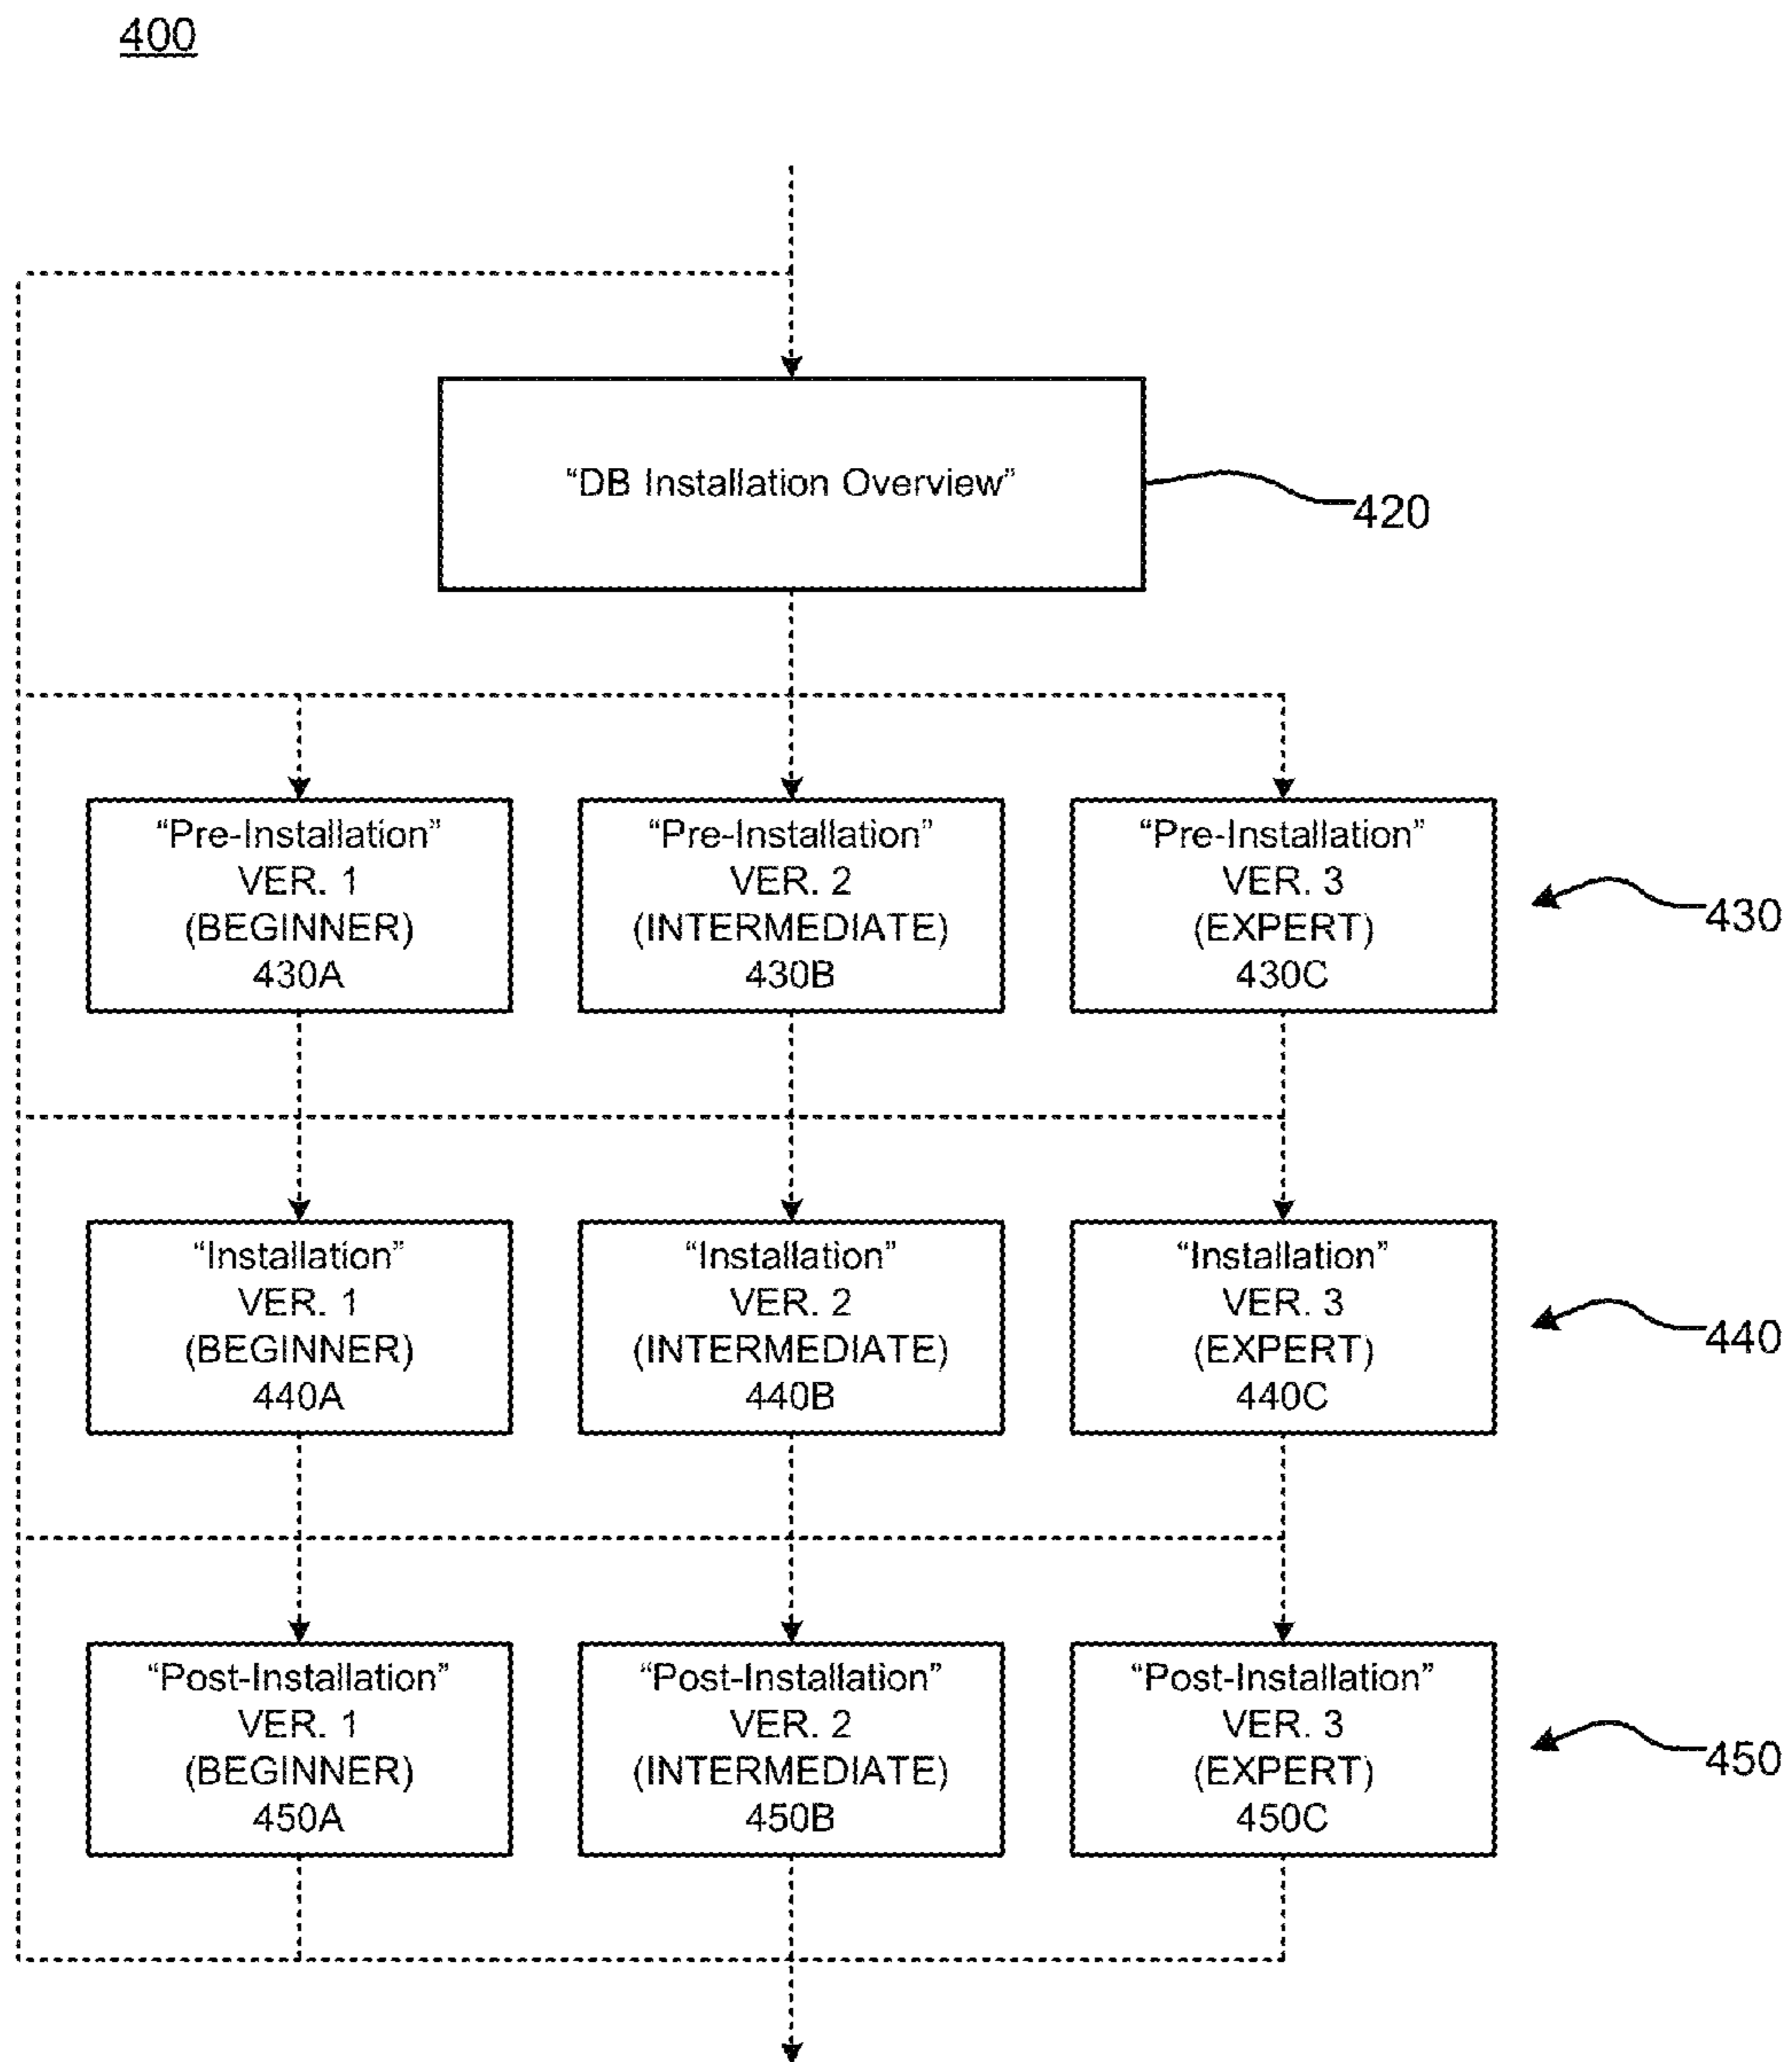 400
“DB Installation Overview”
420
“Pre-Installation”
VER. 1
(BEGINNER)
430A
“Pre-Installation”
VER. 2
(INTERMEDIATE)
430B
“Pre-Installation”
VER. 3
(EXPERT)
430C
430
“Installation”
VER. 1
(BEGINNER)
440A
“Installation”
VER. 2
(INTERMEDIATE)
440B
“Installation”
VER. 3
(EXPERT)
440C
440
“Post-Installation”
VER. 1
(BEGINNER)
450A
“Post-Installation”
VER. 2
(INTERMEDIATE)
450B
“Post-Installation”
VER. 3
(EXPERT)
450C
450